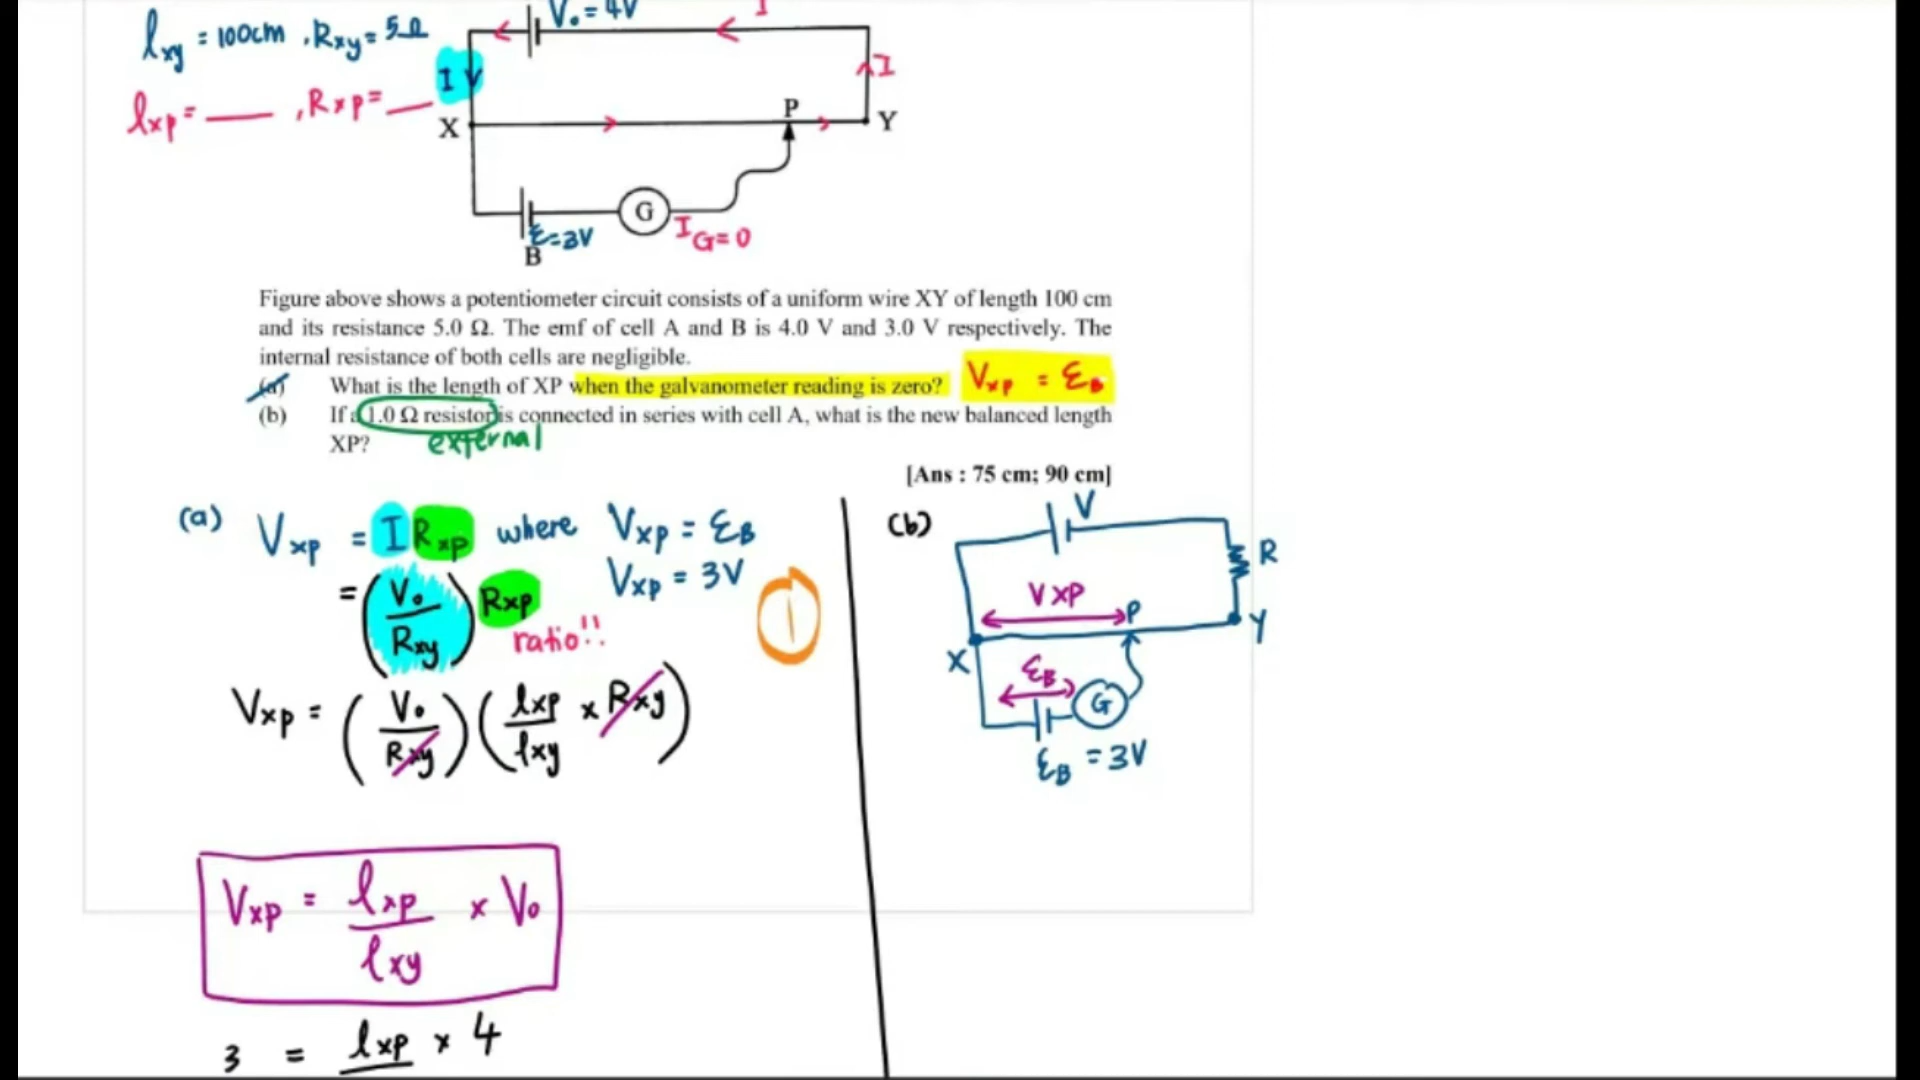 lxy = 100cm , Rxy = 5Ω
V₀ = 4V
I
I V
I
lxp = ___ , Rxp = ___
X
P
Y
G
I G = 0
ε = 3V
B
Figure above shows a potentiometer circuit consists of a uniform wire XY of length 100 cm
and its resistance 5.0 Ω. The emf of cell A and B is 4.0 V and 3.0 V respectively. The
internal resistance of both cells are negligible.
(a) What is the length of XP when the galvanometer reading is zero? Vxp = εB
(b) If a 1.0 Ω resistor is connected in series with cell A, what is the new balanced length
XP? external
[Ans : 75 cm; 90 cm]
(a) Vxp = I Rxp where Vxp = εB
= (V₀ / Rxy) Rxp Vxp = 3V
ratio!!
1
Vxp = (V₀ / Rxy) (lxp / lxy × Rxy)
Vxp = lxp / lxy × V₀
3 = lxp × 4
(b)
V
R
VXP
P
Y
X
εB
G
εB = 3V